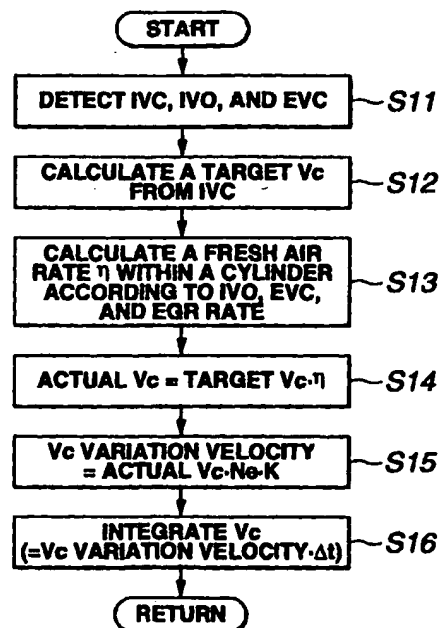 START
DETECT IVC, IVO, AND EVC
S11
CALCULATE A TARGET Vc
FROM IVC
S12
CALCULATE A FRESH AIR
RATE η WITHIN A CYLINDER
ACCORDING TO IVO, EVC,
AND EGR RATE
S13
ACTUAL Vc = TARGET Vc·η
S14
Vc VARIATION VELOCITY
= ACTUAL Vc·Ne·K
S15
INTEGRATE Vc
(=Vc VARIATION VELOCITY·Δt)
S16
RETURN